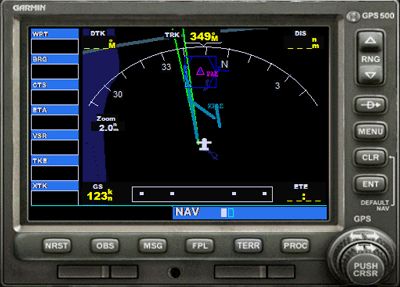 GARMIN
GPS 500
WPT
BRG
CTS
ETA
VSR
TKE
XTK
DTK
_ _ _°M
TRK 349°M
DIS
_ _._ n m
33
N
30
3
Zoom
2.0 n m
GS
123 k n t
ETE
_ _:_ _
NAV
RNG
D
MENU
CLR
ENT
DEFAULT
NAV
GPS
PUSH
CRSR
NRST
OBS
MSG
FPL
TERR
PROC